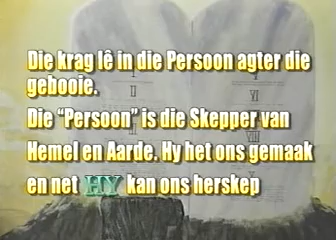 Die krag lê in die Persoon agter die
gebooie.
Die "Persoon" is die Skepper van
Hemel en Aarde. Hy het ons gemaak
en net HY kan ons herskep